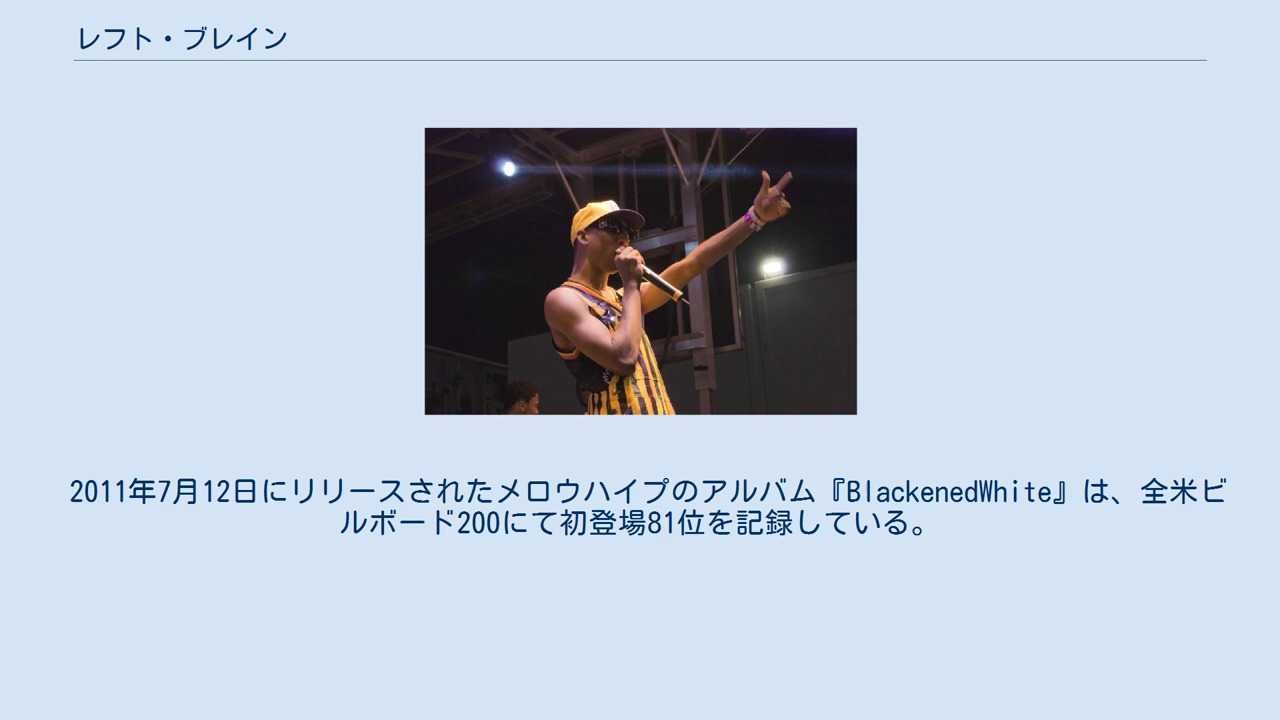 レフト・ブレイン
2011年7月12日にリリースされたメロウハイプのアルバム『BlackenedWhite』は、全米ビ
ルボード200にて初登場81位を記録している。